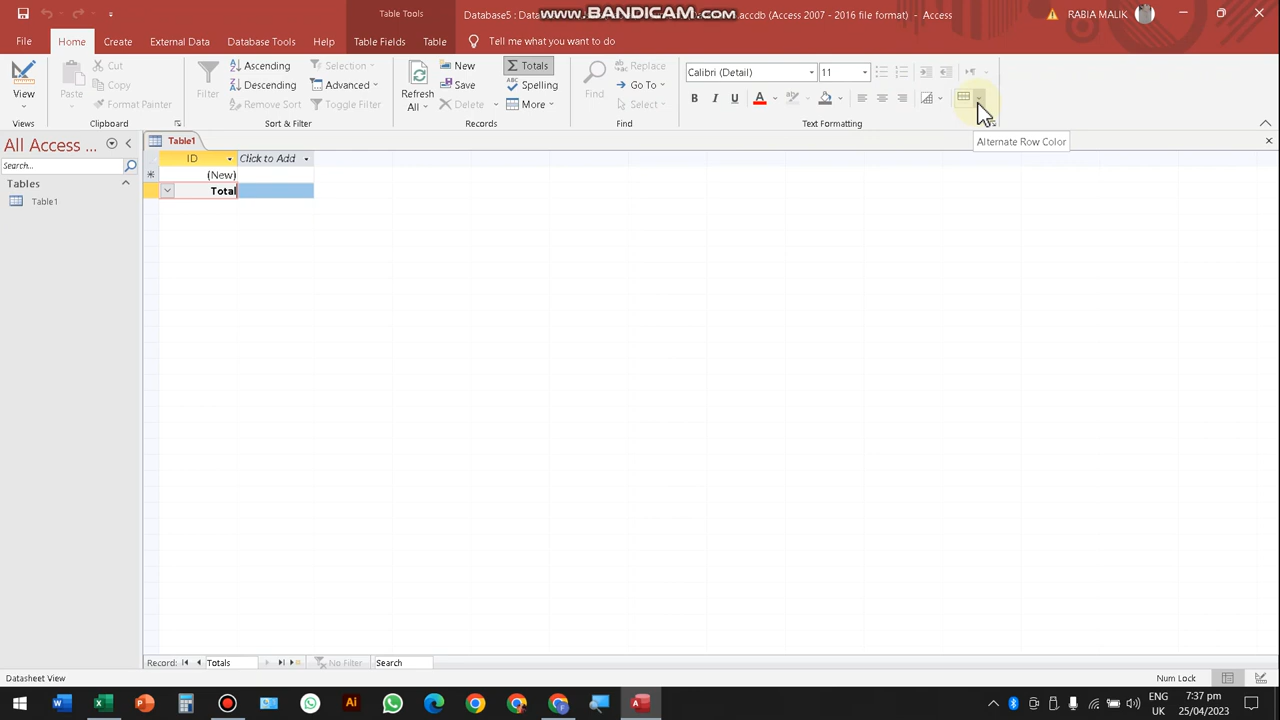 Table Tools
Database5 : Data
www.BANDICAM.com
.accdb (Access 2007 - 2016 file format) - Access
RABIA MALIK
File
Home
Create
External Data
Database Tools
Help
Table Fields
Table
Tell me what you want to do
View
Views
Paste
Cut
Copy
Format Painter
Clipboard
Filter
Ascending
Descending
Remove Sort
Selection
Advanced
Toggle Filter
Sort & Filter
Refresh
All
New
Save
Delete
Totals
Spelling
More
Records
Find
Replace
Go To
Select
Find
Calibri (Detail)
11
B I U A
Text Formatting
Alternate Row Color
All Access ...
Search...
Tables
Table1
Table1
ID
Click to Add
(New)
Total
Record:
Totals
No Filter
Search
Datasheet View
Num Lock
ENG
UK
7:37 pm
25/04/2023